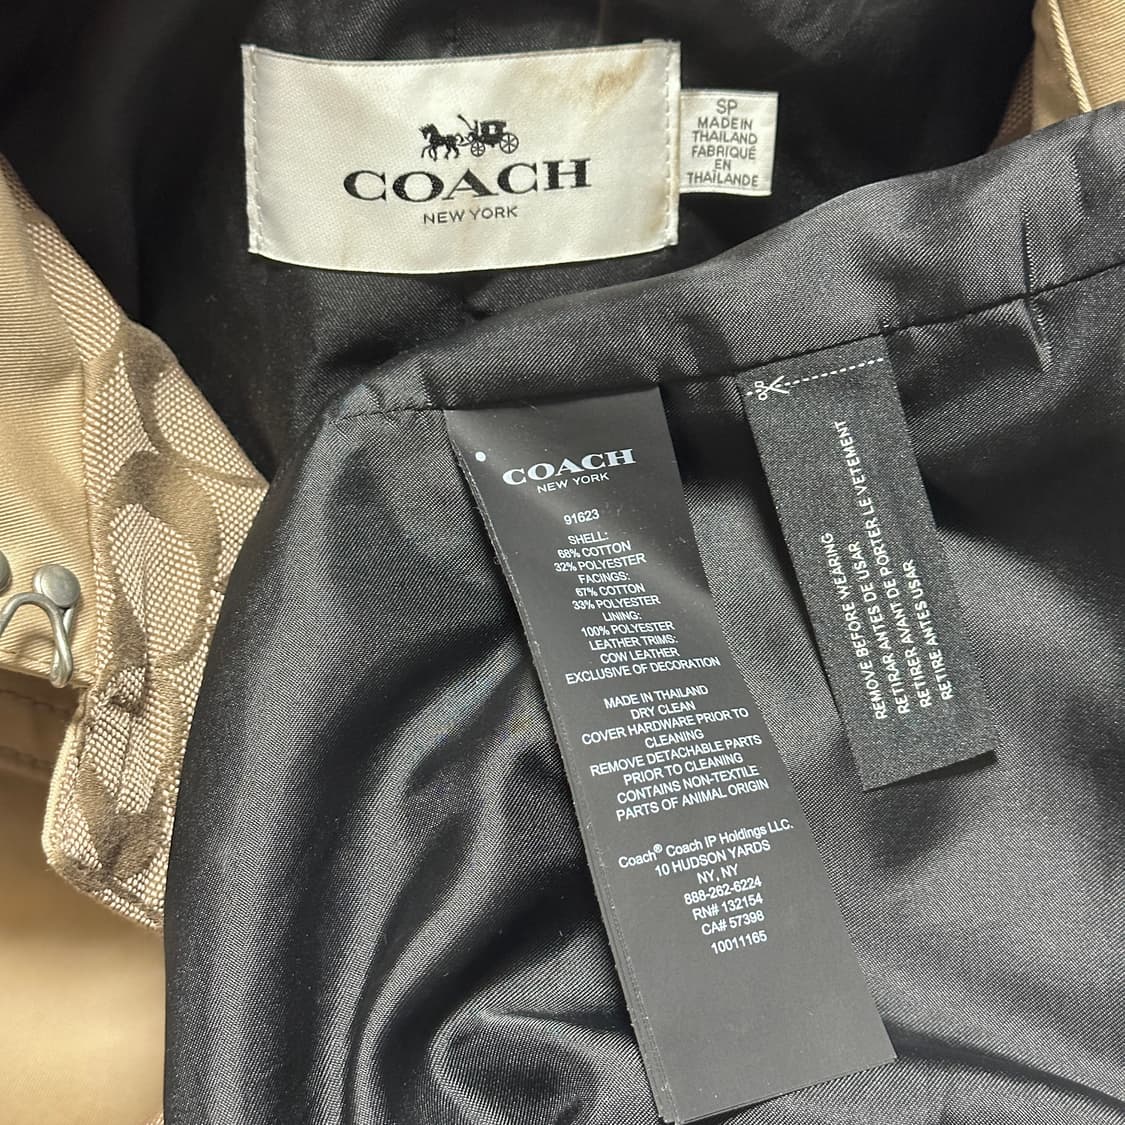 COACH
NEW YORK
SP
MADE IN
THAILAND
FABRIQUÉ
EN
THAÏLANDE
COACH
NEW YORK
91623
SHELL:
68% COTTON
32% POLYESTER
FACINGS:
67% COTTON
33% POLYESTER
LINING:
100% POLYESTER
LEATHER TRIMS:
COW LEATHER
EXCLUSIVE OF DECORATION
MADE IN THAILAND
DRY CLEAN
COVER HARDWARE PRIOR TO
CLEANING
REMOVE DETACHABLE PARTS
PRIOR TO CLEANING
CONTAINS NON-TEXTILE
PARTS OF ANIMAL ORIGIN
Coach® Coach IP Holdings LLC.
10 HUDSON YARDS
NY, NY
888-262-6224
RN# 132154
CA# 57398
10011165
REMOVE BEFORE WEARING
RETIRAR ANTES DE USAR
RETIRER AVANT DE PORTER LE VETEMENT
RETIRE ANTES USAR